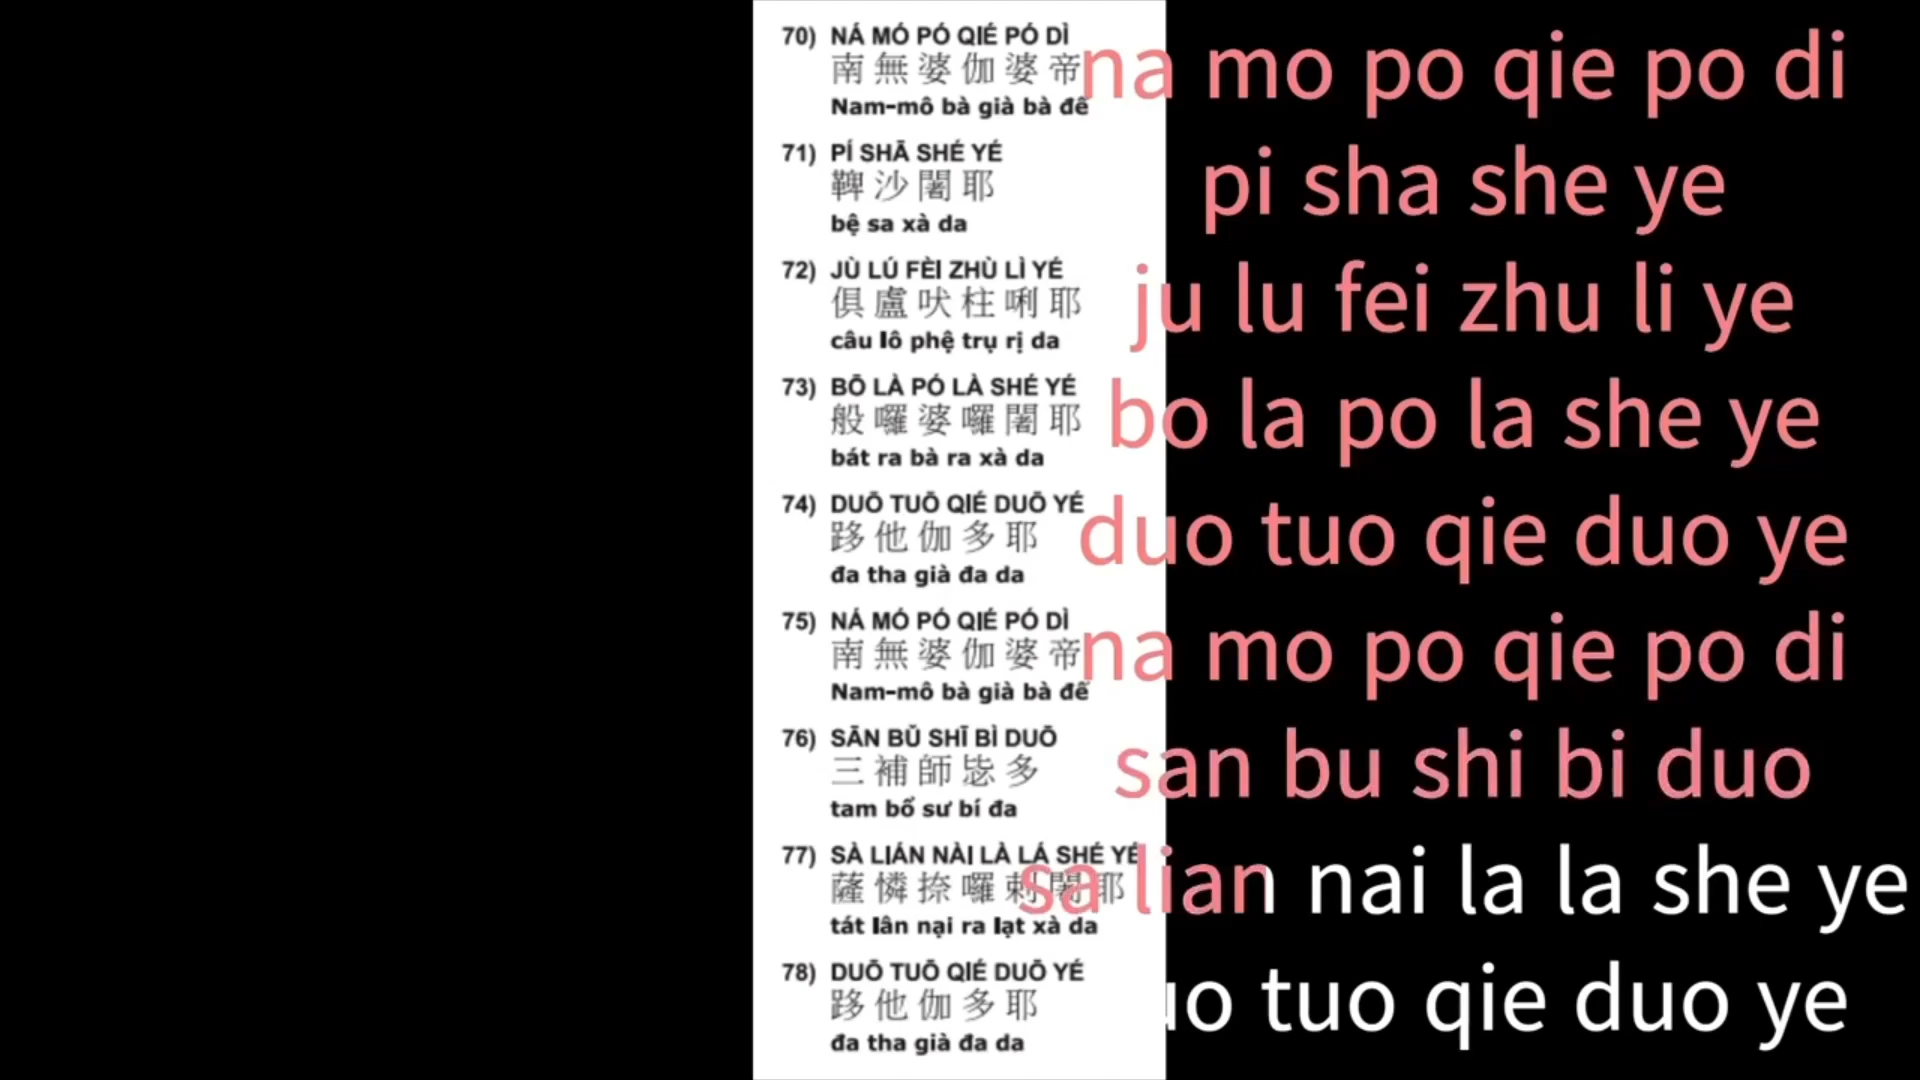 70) NÁ MÓ PÓ QIÉ PÓ DÌ
南無婆伽婆帝
Nam-mô bà già bà đế
71) PÍ SHĀ SHÉ YÉ
鞞沙闍耶
bệ sa xà da
72) JÙ LÚ FÈI ZHÙ LÌ YÉ
俱盧吠柱唎耶
câu lô phệ trụ rị da
73) BŌ LÀ PÓ LÀ SHÉ YÉ
般囉婆囉闍耶
bát ra bà ra xà da
74) DUŌ TUŌ QIÉ DUŌ YÉ
跢他伽多耶
đa tha già đa da
75) NÁ MÓ PÓ QIÉ PÓ DÌ
南無婆伽婆帝
Nam-mô bà già bà đế
76) SĀN BǓ SHĪ BÌ DUŌ
三補師毖多
tam bổ sư bí đa
77) SÀ LIÁN NÀI LÀ LÁ SHÉ YÉ
薩憐捺囉剌闍耶
tát lân nại ra lạt xà da
78) DUŌ TUŌ QIÉ DUŌ YÉ
跢他伽多耶
đa tha già đa da
na mo po qie po di
pi sha she ye
ju lu fei zhu li ye
bo la po la she ye
duo tuo qie duo ye
na mo po qie po di
san bu shi bi duo
sa lian nai la la she ye
uo tuo qie duo ye